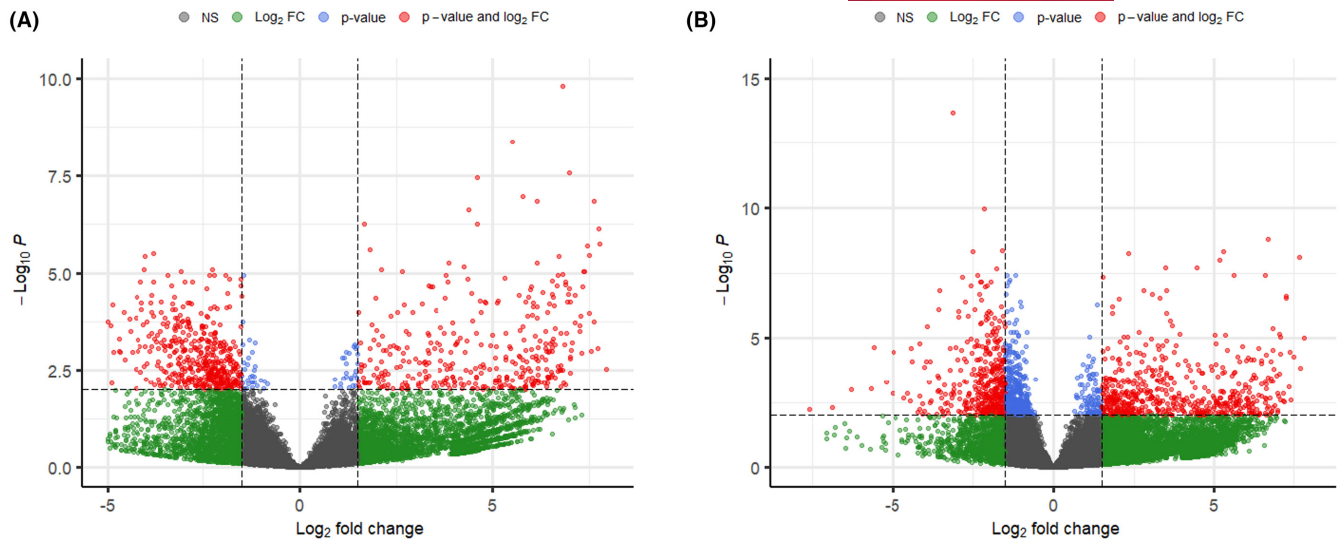 (A)
NS Log₂ FC p-value p−value and log₂ FC
10.0
7.5
5.0
2.5
0.0
− Log₁₀ P
-5 0 5
Log₂ fold change
(B)
NS Log₂ FC p-value p−value and log₂ FC
15
10
5
0
− Log₁₀ P
-5 0 5
Log₂ fold change